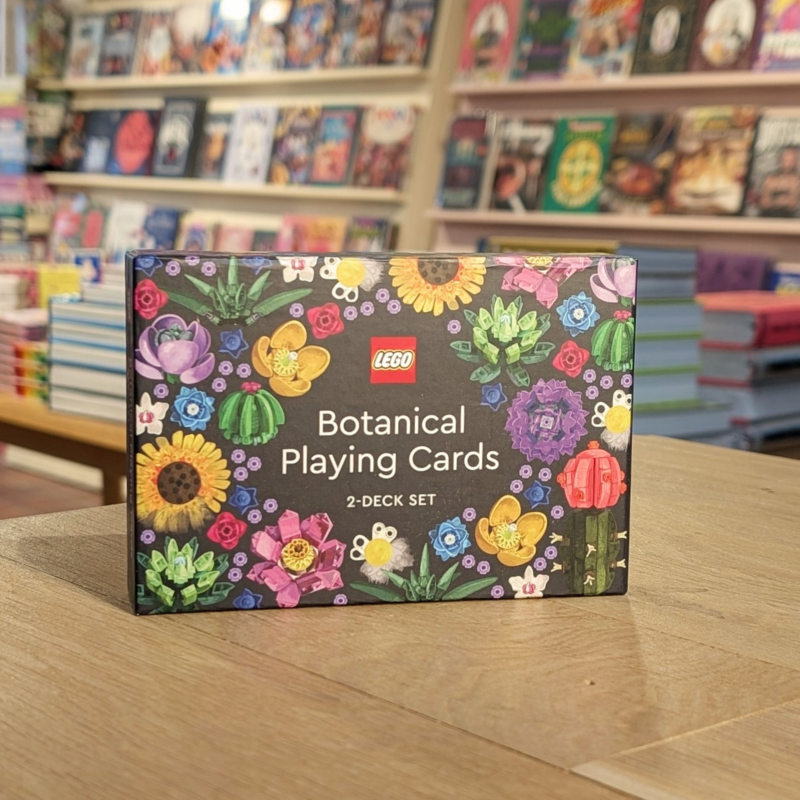 LEGO
Botanical
Playing Cards
2-DECK SET